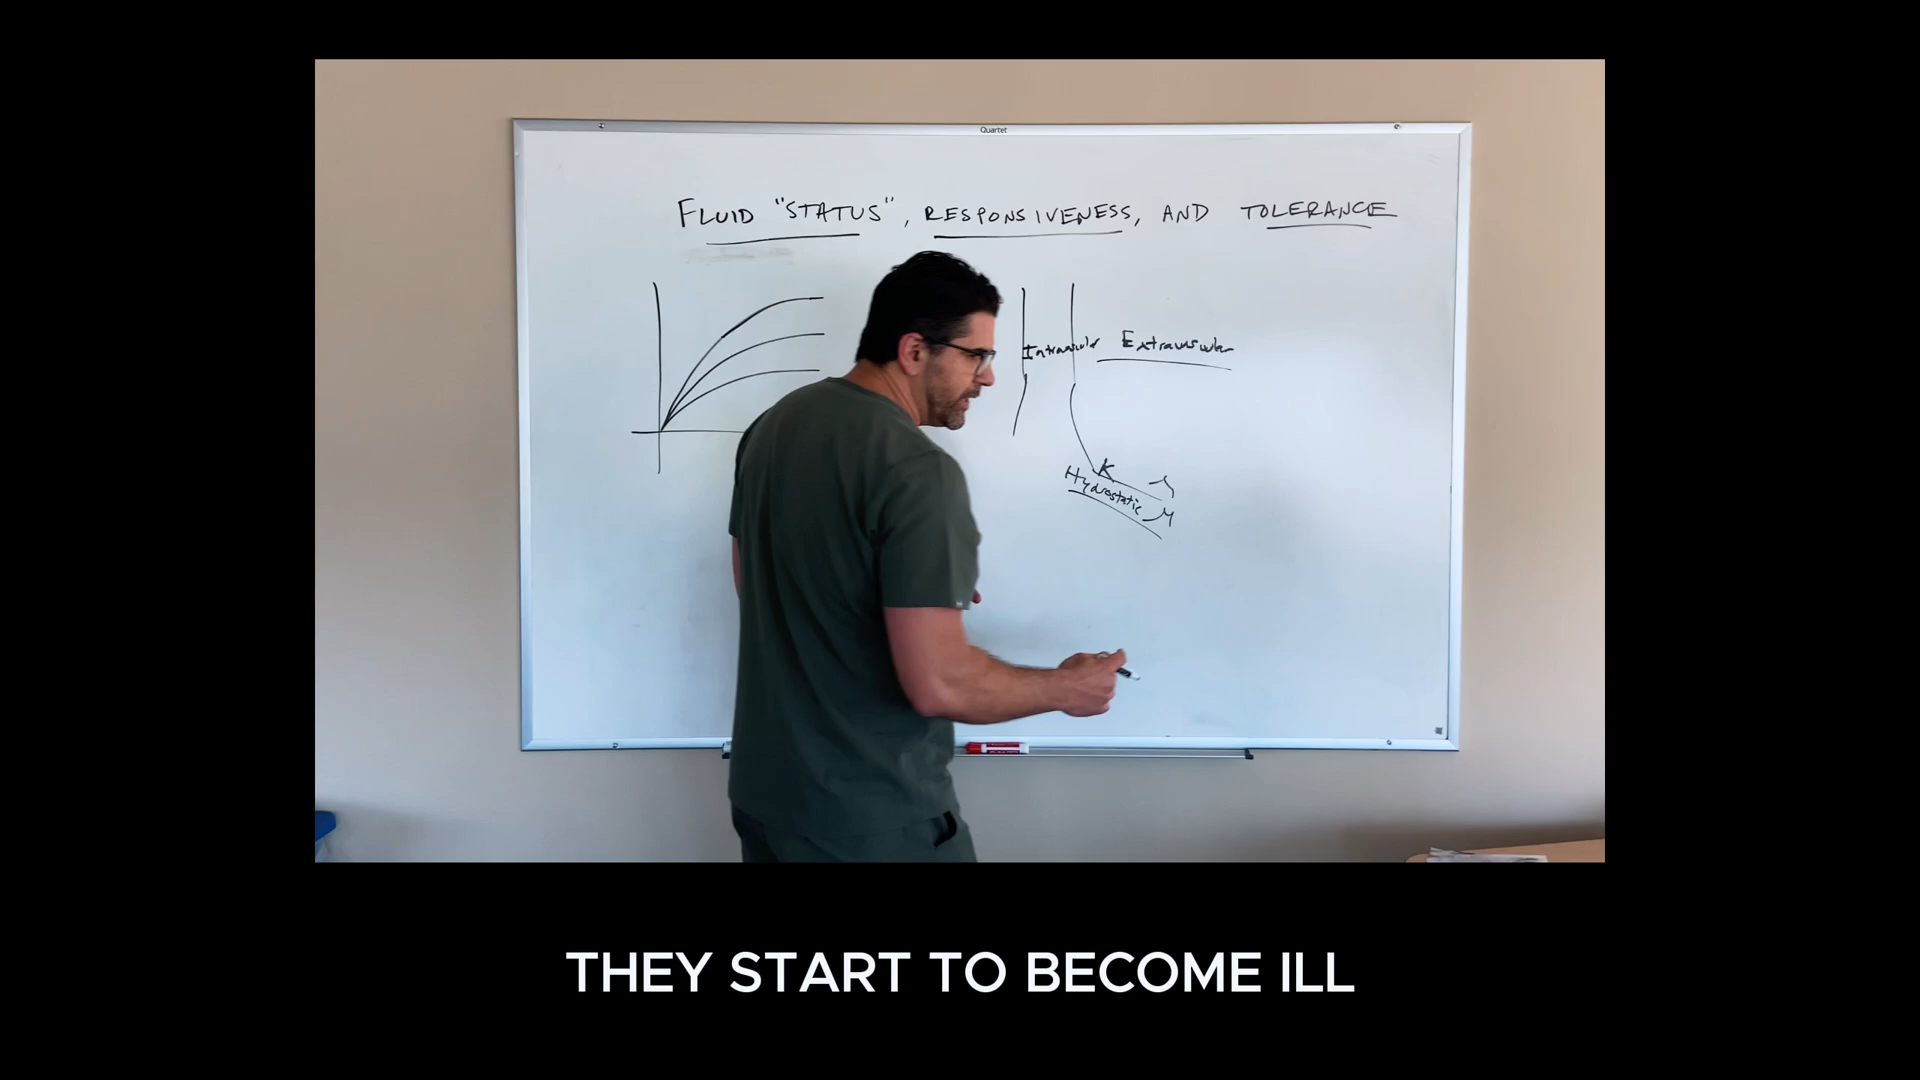 Quartet
FLUID "STATUS", RESPONSIVENESS, AND TOLERANCE
Intravascular Extravascular
K
Hydrostatic
THEY START TO BECOME ILL